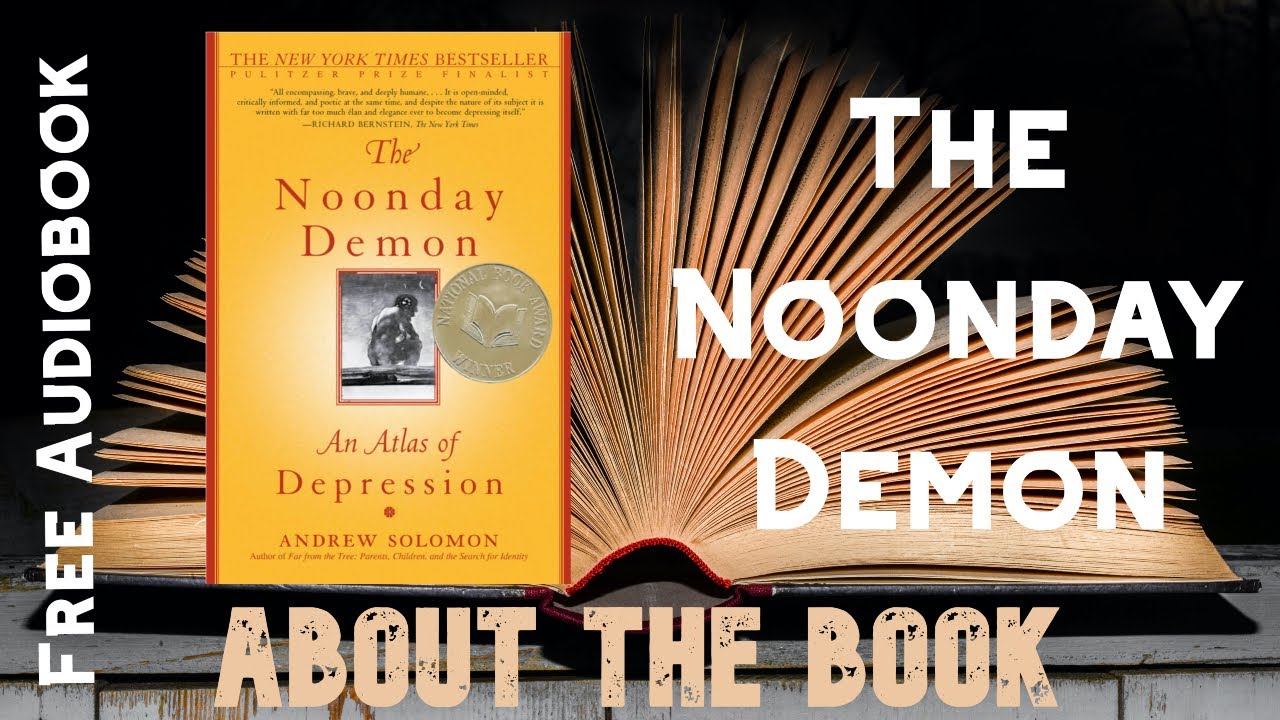 FREE AUDIOBOOK
THE NEW YORK TIMES BESTSELLER
PULITZER PRIZE FINALIST
"All encompassing, brave, and deeply humane. . . . It is open-minded,
critically informed, and poetic at the same time, and despite the nature of its subject it is
written with far too much élan and elegance ever to become depressing itself."
—RICHARD BERNSTEIN, The New York Times
The
Noonday
Demon
NATIONAL BOOK AWARD
WINNER
An Atlas of
Depression
ANDREW SOLOMON
Author of Far from the Tree: Parents, Children, and the Search for Identity
THE
NOONDAY
DEMON
ABOUT THE BOOK